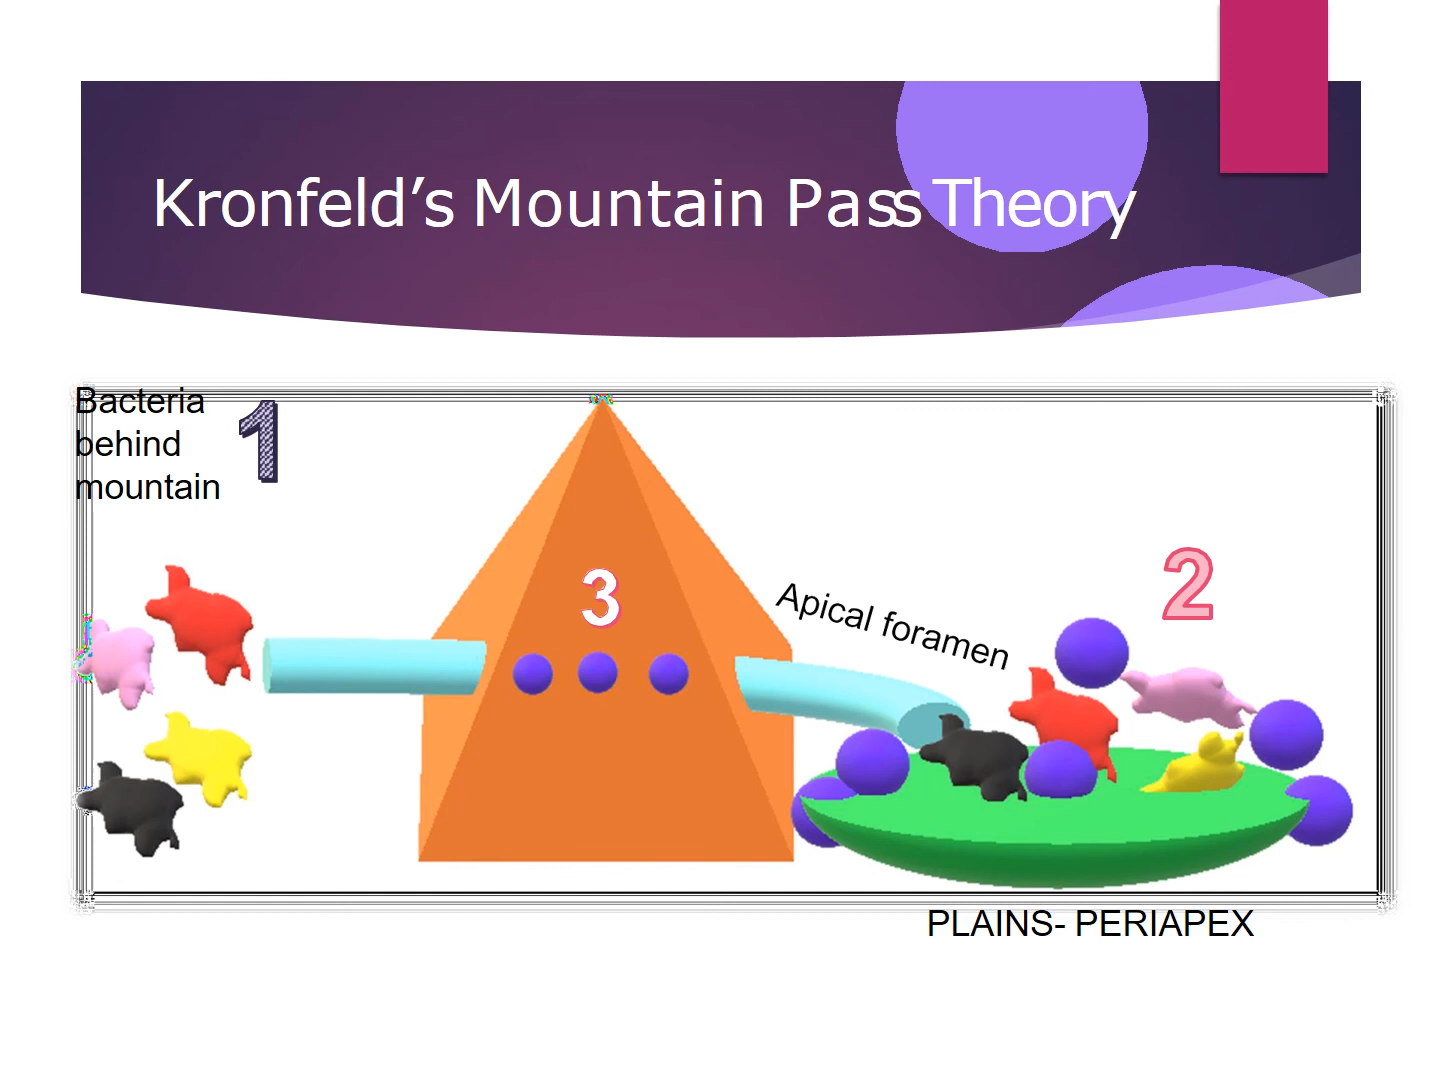 Kronfeld’s Mountain Pass Theory
Bacteria
behind
mountain
1
2
3
Apical foramen
PLAINS- PERIAPEX